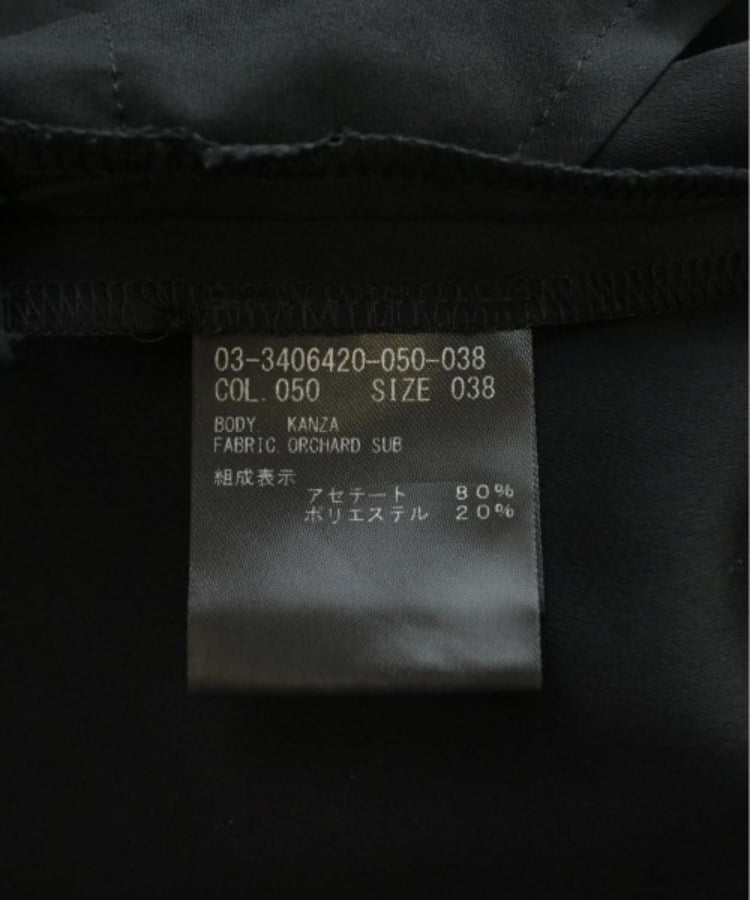 03-3406420-050-038
COL.050 SIZE 038
BODY. KANZA
FABRIC.ORCHARD SUB
組成表示
アセテート 80%
ポリエステル 20%